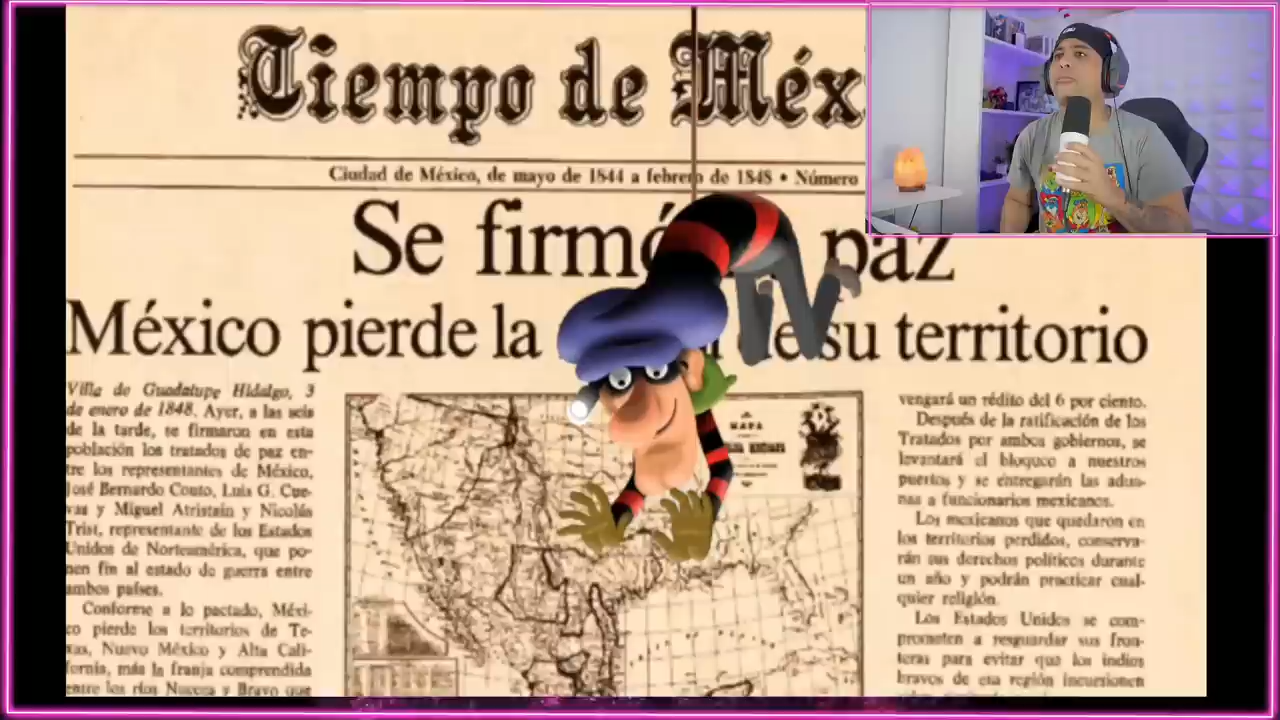 Tiempo de Méx
Ciudad de México, de mayo de 1844 a febrero de 1848 • Número
Se firmó paz
México pierde la de su territorio
Villa de Guadalupe Hidalgo, 3
de enero de 1848. Ayer, a las seis
de la tarde, se firmaron en esta
población los tratados de paz en-
tre los representantes de México,
José Bernardo Couto, Luis G. Cue-
vas y Miguel Atristain y Nicolás
Trist, representante de los Estados
Unidos de Norteamérica, que po-
nen fin al estado de guerra entre
ambos países.
Conforme a lo pactado, Méxi-
co pierde los territorios de Te-
xas, Nuevo México y Alta Cali-
fornia, más la franja comprendida
entre los ríos Nueces y Bravo que
MAPA
vengará un rédito del 6 por ciento.
Después de la ratificación de los
Tratados por ambos gobiernos, se
levantará el bloqueo a nuestros
puertos y se entregarán las adua-
nas a funcionarios mexicanos.
Los mexicanos que quedaron en
los territorios perdidos, conserva-
rán sus derechos políticos durante
un año y podrán practicar cual-
quier religión.
Los Estados Unidos se com-
prometen a resguardar sus fron-
teras para evitar que los indios
bravos de esa región incursionen